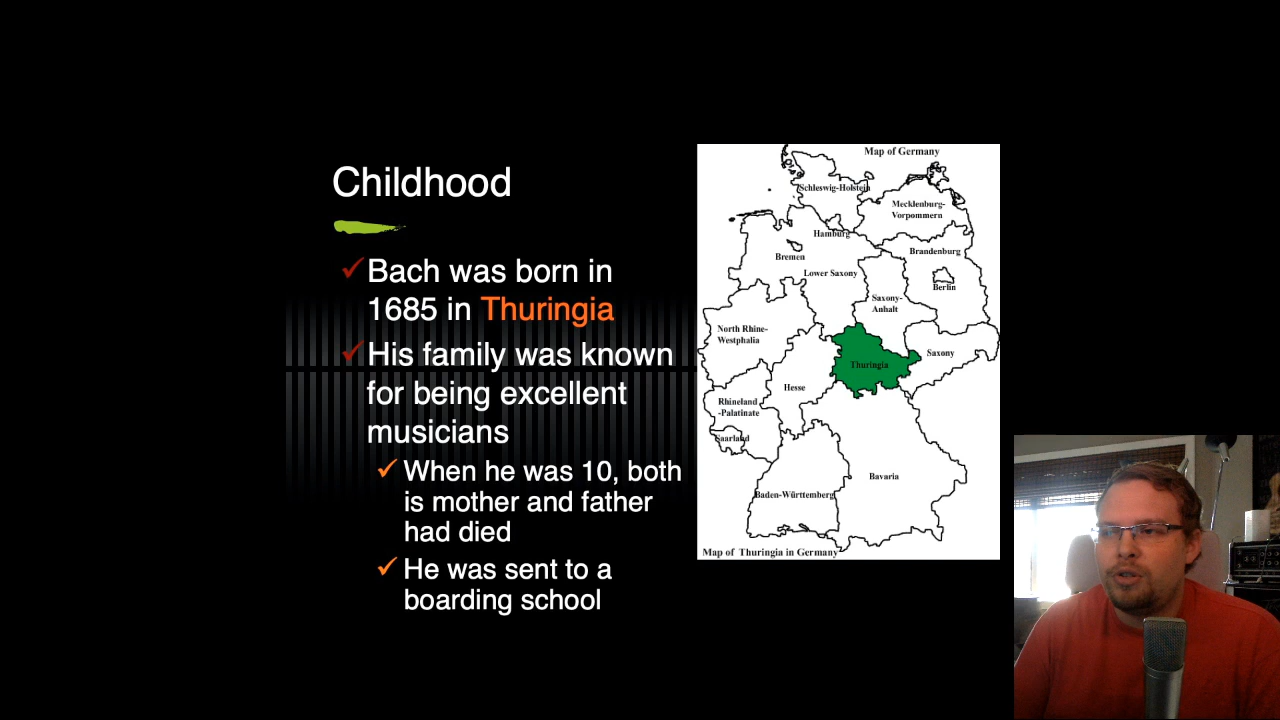 Childhood
Bach was born in
1685 in Thuringia
His family was known
for being excellent
musicians
When he was 10, both
is mother and father
had died
He was sent to a
boarding school
Map of Germany
Schleswig-Holstein
Mecklenburg-
Vorpommern
Hamburg
Bremen
Brandenburg
Lower Saxony
Berlin
Saxony-
Anhalt
North Rhine-
Westphalia
Saxony
Thuringia
Hesse
Rhineland
-Palatinate
Saarland
Bavaria
Baden-Württemberg
Map of Thuringia in Germany